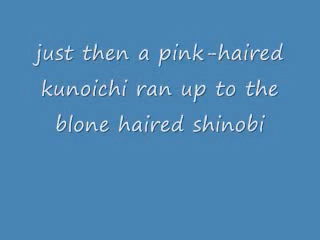 just then a pink-haired
kunoichi ran up to the
blone haired shinobi